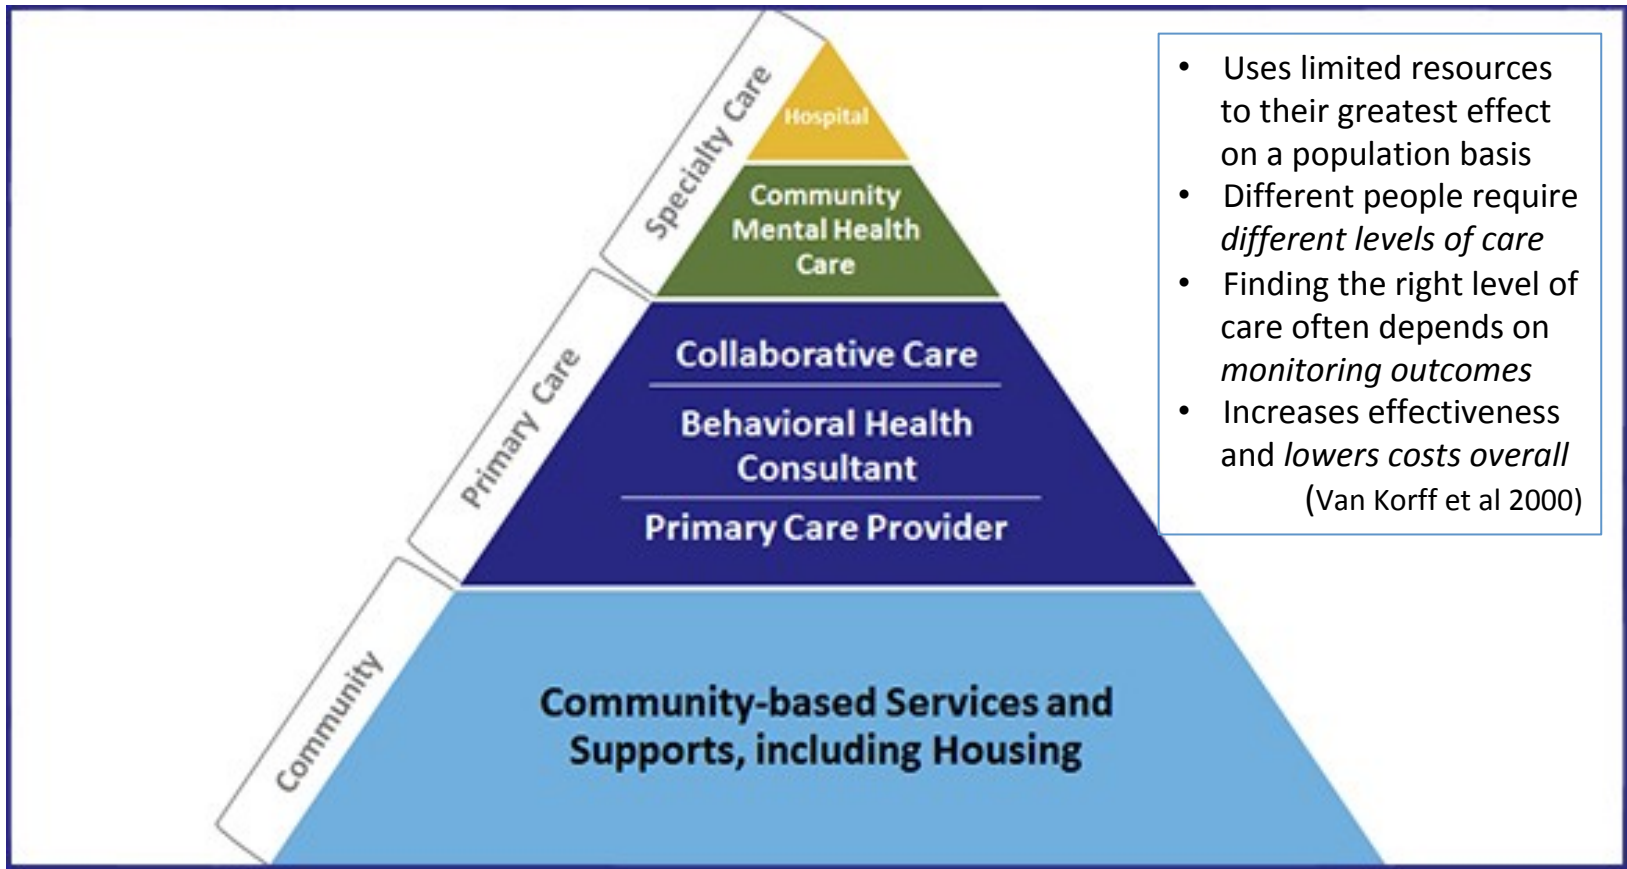 Specialty Care
Hospital
Community
Mental Health
Care
Primary Care
Collaborative Care
Behavioral Health
Consultant
Primary Care Provider
Community
Community-based Services and
Supports, including Housing
• Uses limited resources
to their greatest effect
on a population basis
• Different people require
different levels of care
• Finding the right level of
care often depends on
monitoring outcomes
• Increases effectiveness
and lowers costs overall
(Van Korff et al 2000)